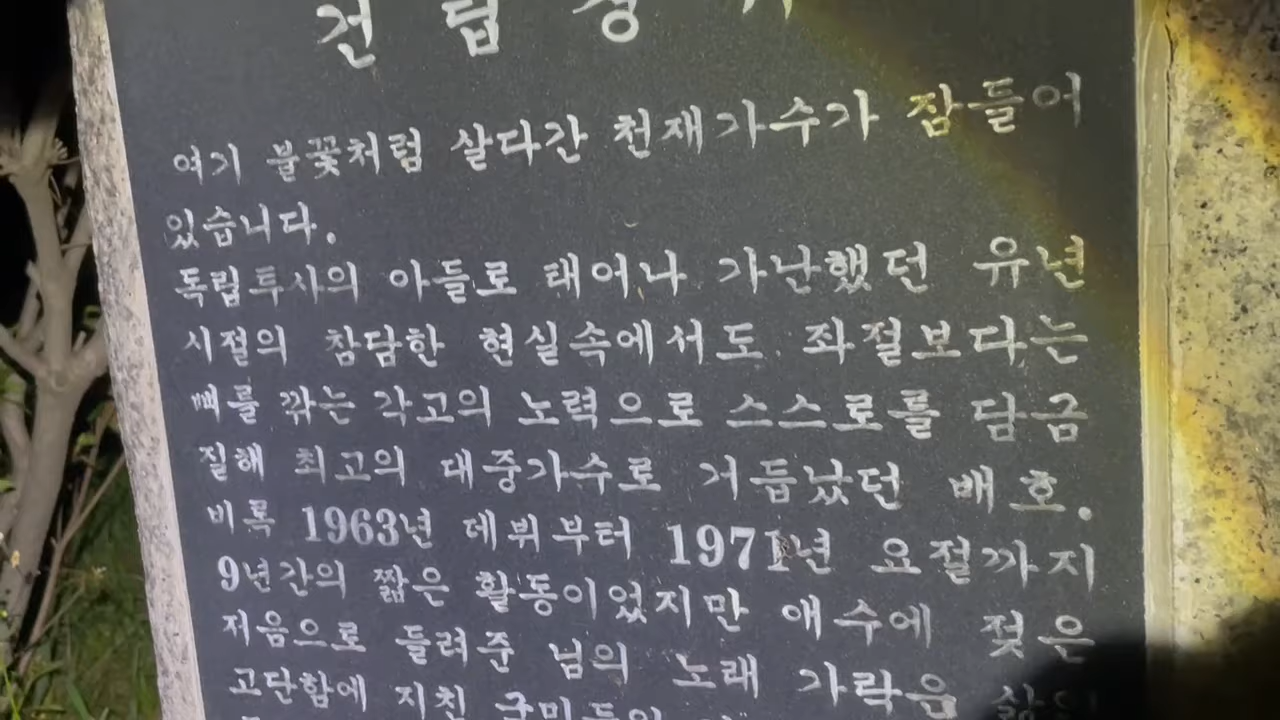 건 립 경
여기 불꽃처럼 살다간 천재가수가 잠들어
있습니다.
독립투사의 아들로 태어나 가난했던 유년
시절의 참담한 현실속에서도 좌절보다는
뼈를 깎는 각고의 노력으로 스스로를 담금
질해 최고의 대중가수로 거듭났던 배호.
비록 1963년 데뷔부터 1971년 요절까지
9년간의 짧은 활동이었지만 애수에 젖은
저음으로 들려준 님의 노래 가락은
고단함에 지친